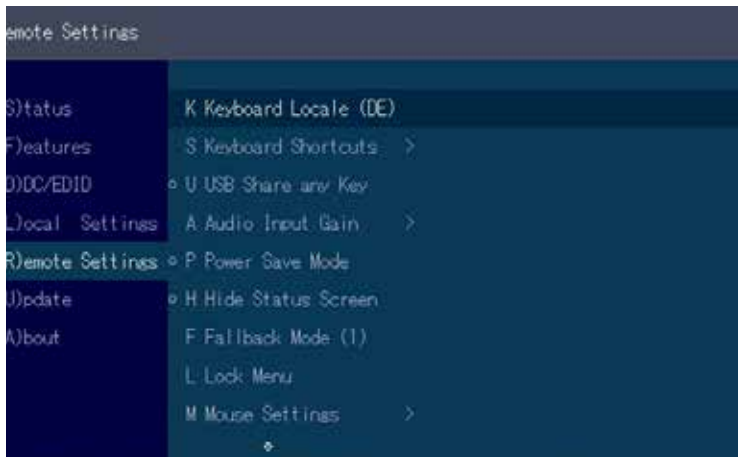 emote Settings
S)tatus
F)eatures
D)DC/EDID
L)ocal Settings
R)emote Settings
U)pdate
A)bout
K Keyboard Locale (DE)
S Keyboard Shortcuts >
U USB Share any Key
A Audio Input Gain >
P Power Save Mode
H Hide Status Screen
F Fallback Mode (1)
L Lock Menu
M Mouse Settings >